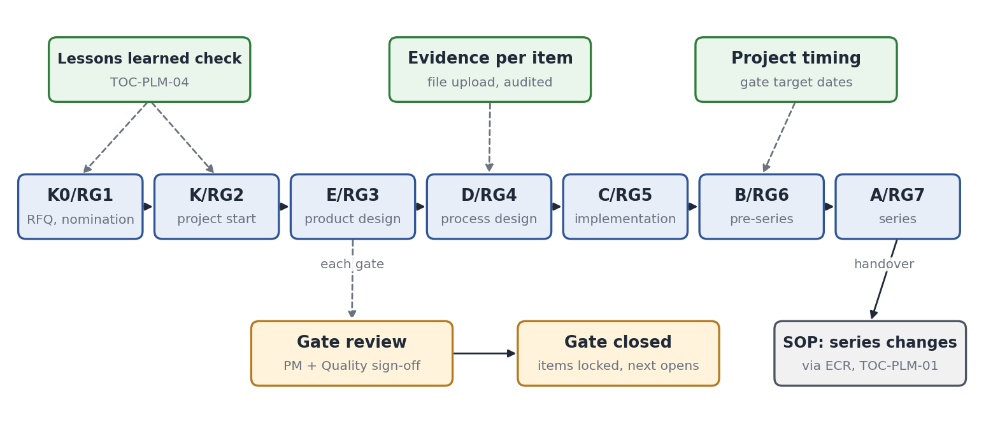 Lessons learned check
TOC-PLM-04
Evidence per item
file upload, audited
Project timing
gate target dates
K0/RG1
RFQ, nomination
K/RG2
project start
E/RG3
product design
D/RG4
process design
C/RG5
implementation
B/RG6
pre-series
A/RG7
series
each gate
handover
Gate review
PM + Quality sign-off
Gate closed
items locked, next opens
SOP: series changes
via ECR, TOC-PLM-01